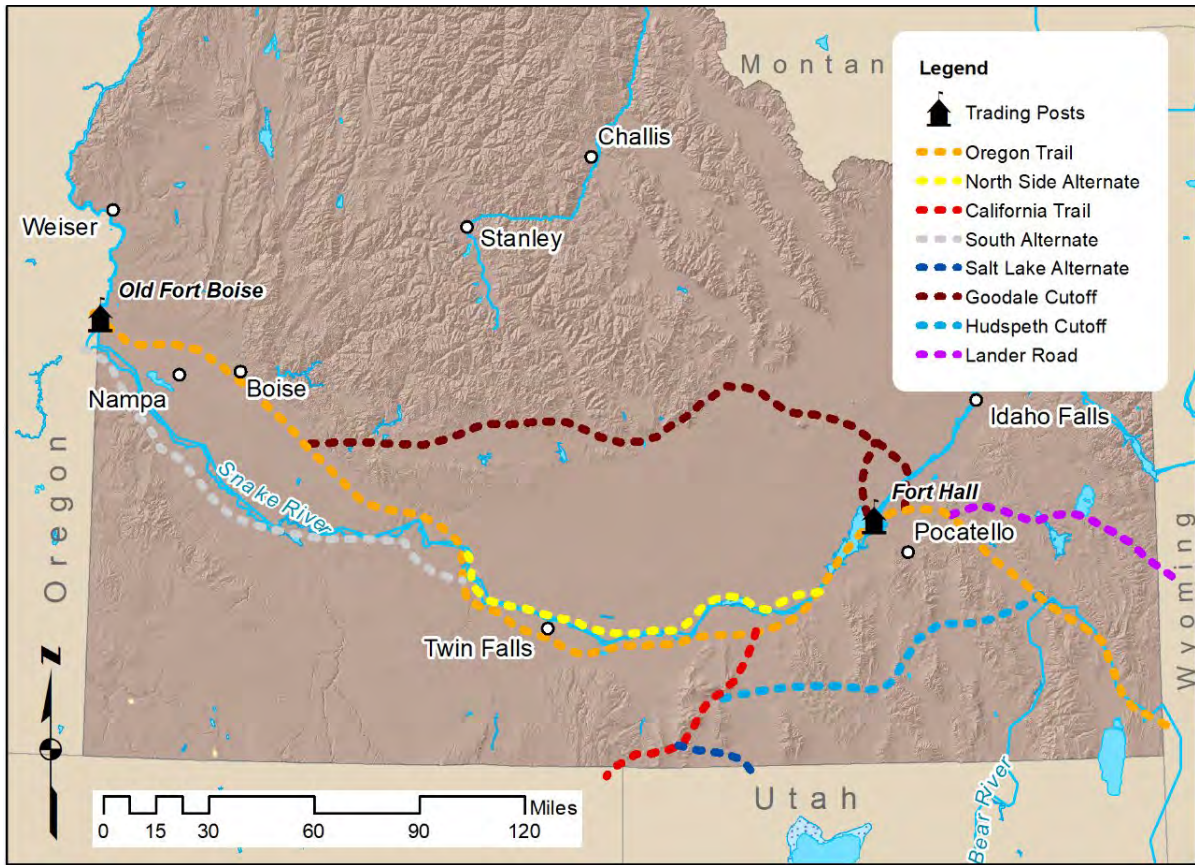 Montan
Legend
Trading Posts
Oregon Trail
North Side Alternate
California Trail
South Alternate
Salt Lake Alternate
Goodale Cutoff
Hudspeth Cutoff
Lander Road
Challis
Weiser
Stanley
Old Fort Boise
Nampa
Boise
Idaho Falls
Oregon
Snake River
Fort Hall
Pocatello
Wyoming
Twin Falls
N
Utah
Bear River
Miles
0 15 30 60 90 120